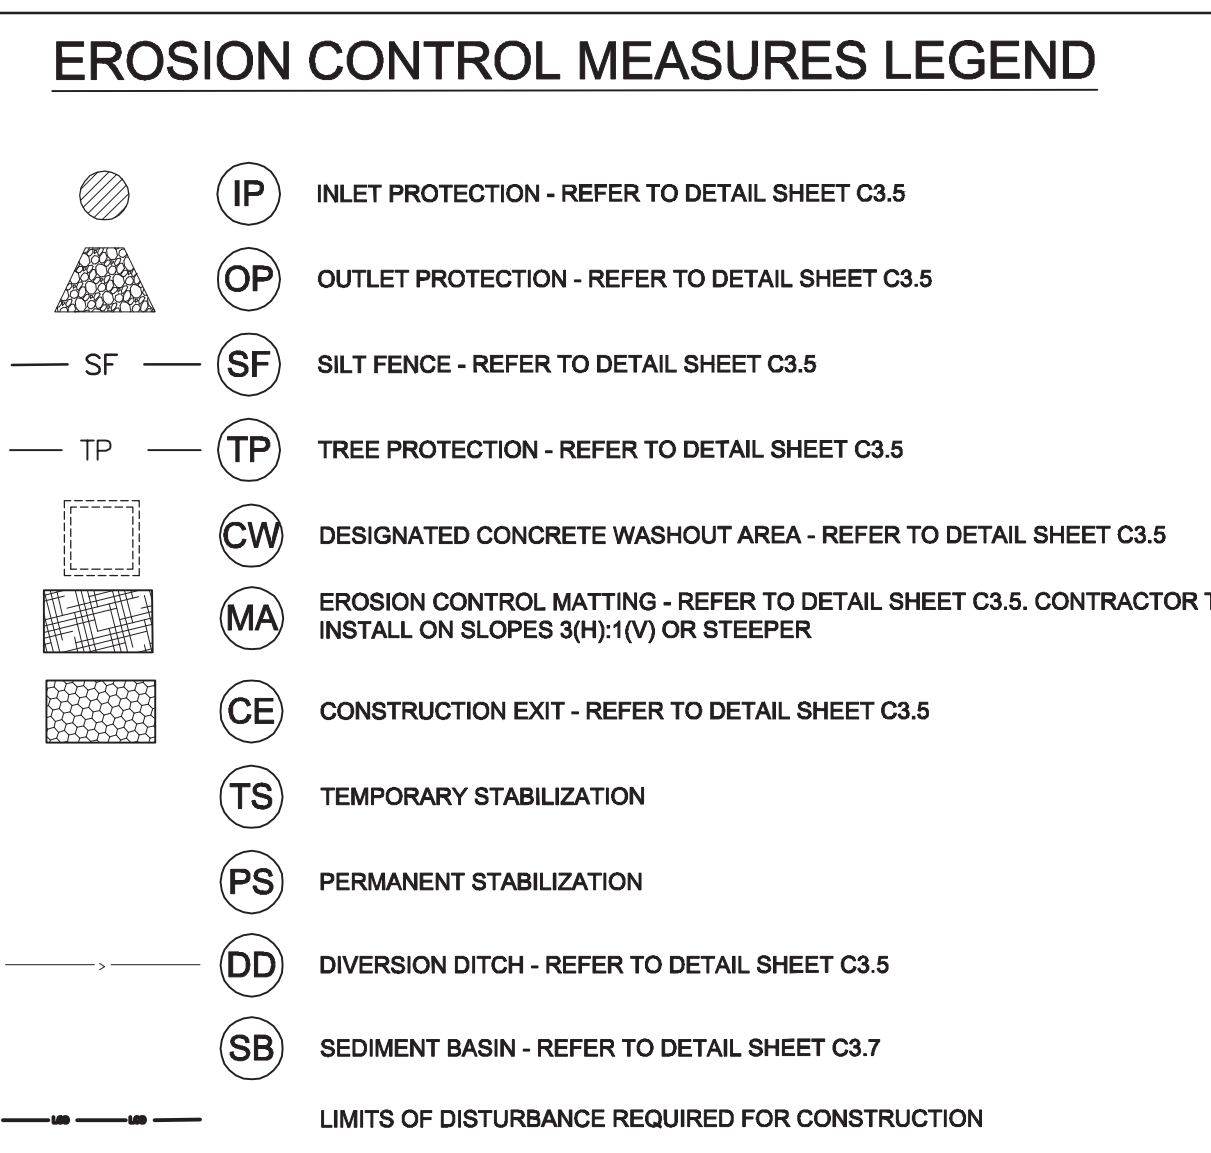 EROSION CONTROL MEASURES LEGEND
IP INLET PROTECTION - REFER TO DETAIL SHEET C3.5
OP OUTLET PROTECTION - REFER TO DETAIL SHEET C3.5
SF SF SILT FENCE - REFER TO DETAIL SHEET C3.5
TP TP TREE PROTECTION - REFER TO DETAIL SHEET C3.5
CW DESIGNATED CONCRETE WASHOUT AREA - REFER TO DETAIL SHEET C3.5
MA EROSION CONTROL MATTING - REFER TO DETAIL SHEET C3.5. CONTRACTOR T
INSTALL ON SLOPES 3(H):1(V) OR STEEPER
CE CONSTRUCTION EXIT - REFER TO DETAIL SHEET C3.5
TS TEMPORARY STABILIZATION
PS PERMANENT STABILIZATION
DD DIVERSION DITCH - REFER TO DETAIL SHEET C3.5
SB SEDIMENT BASIN - REFER TO DETAIL SHEET C3.7
LIMITS OF DISTURBANCE REQUIRED FOR CONSTRUCTION